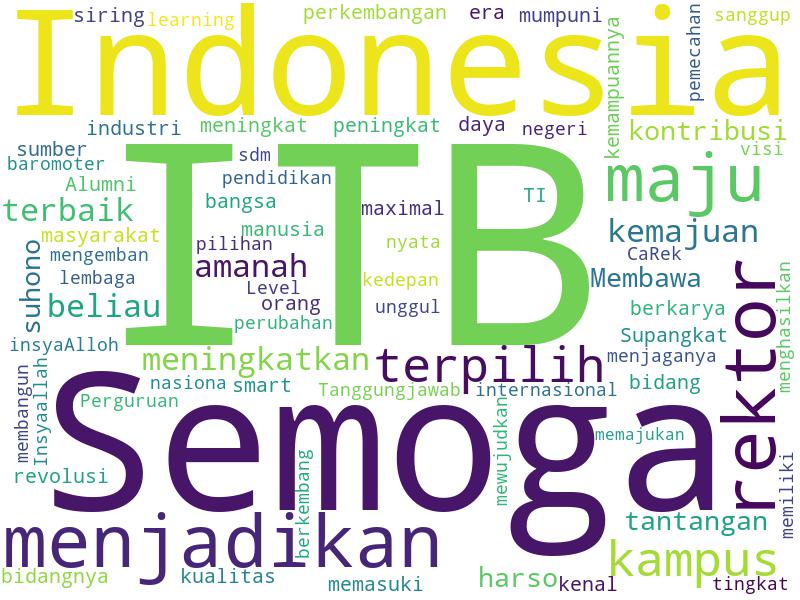 siring
learning
perkembangan
era
mumpuni
kemampuannya
pemecahan
sanggup
Indonesia
industri
meningkat
peningkat
daya
negeri
kontribusi
visi
sumber
sdm
baromoter
pendidikan
Alumni
bangsa
TI
maju
terbaik
maximal
ITB
masyarakat
manusia
pilihan
nyata
kemajuan
mengemban
amanah
CaRek
lembaga
kedepan
Membawa
suhono
beliau
Level
orang
unggul
berkarya
perubahan
rektor
menghasilkan
insyaAlloh
Supangkat
meningkatkan
terpilih
menjaganya
membangun
Insyaallah
nasiona
smart
Tanggungjawab
internasional
bidang
Perguruan
Semoga
mewujudkan
memajukan
revolusi
berkembang
memiliki
menjadikan
tantangan
kampus
bidangnya
kualitas
memasuki
harso
kenal
tingkat